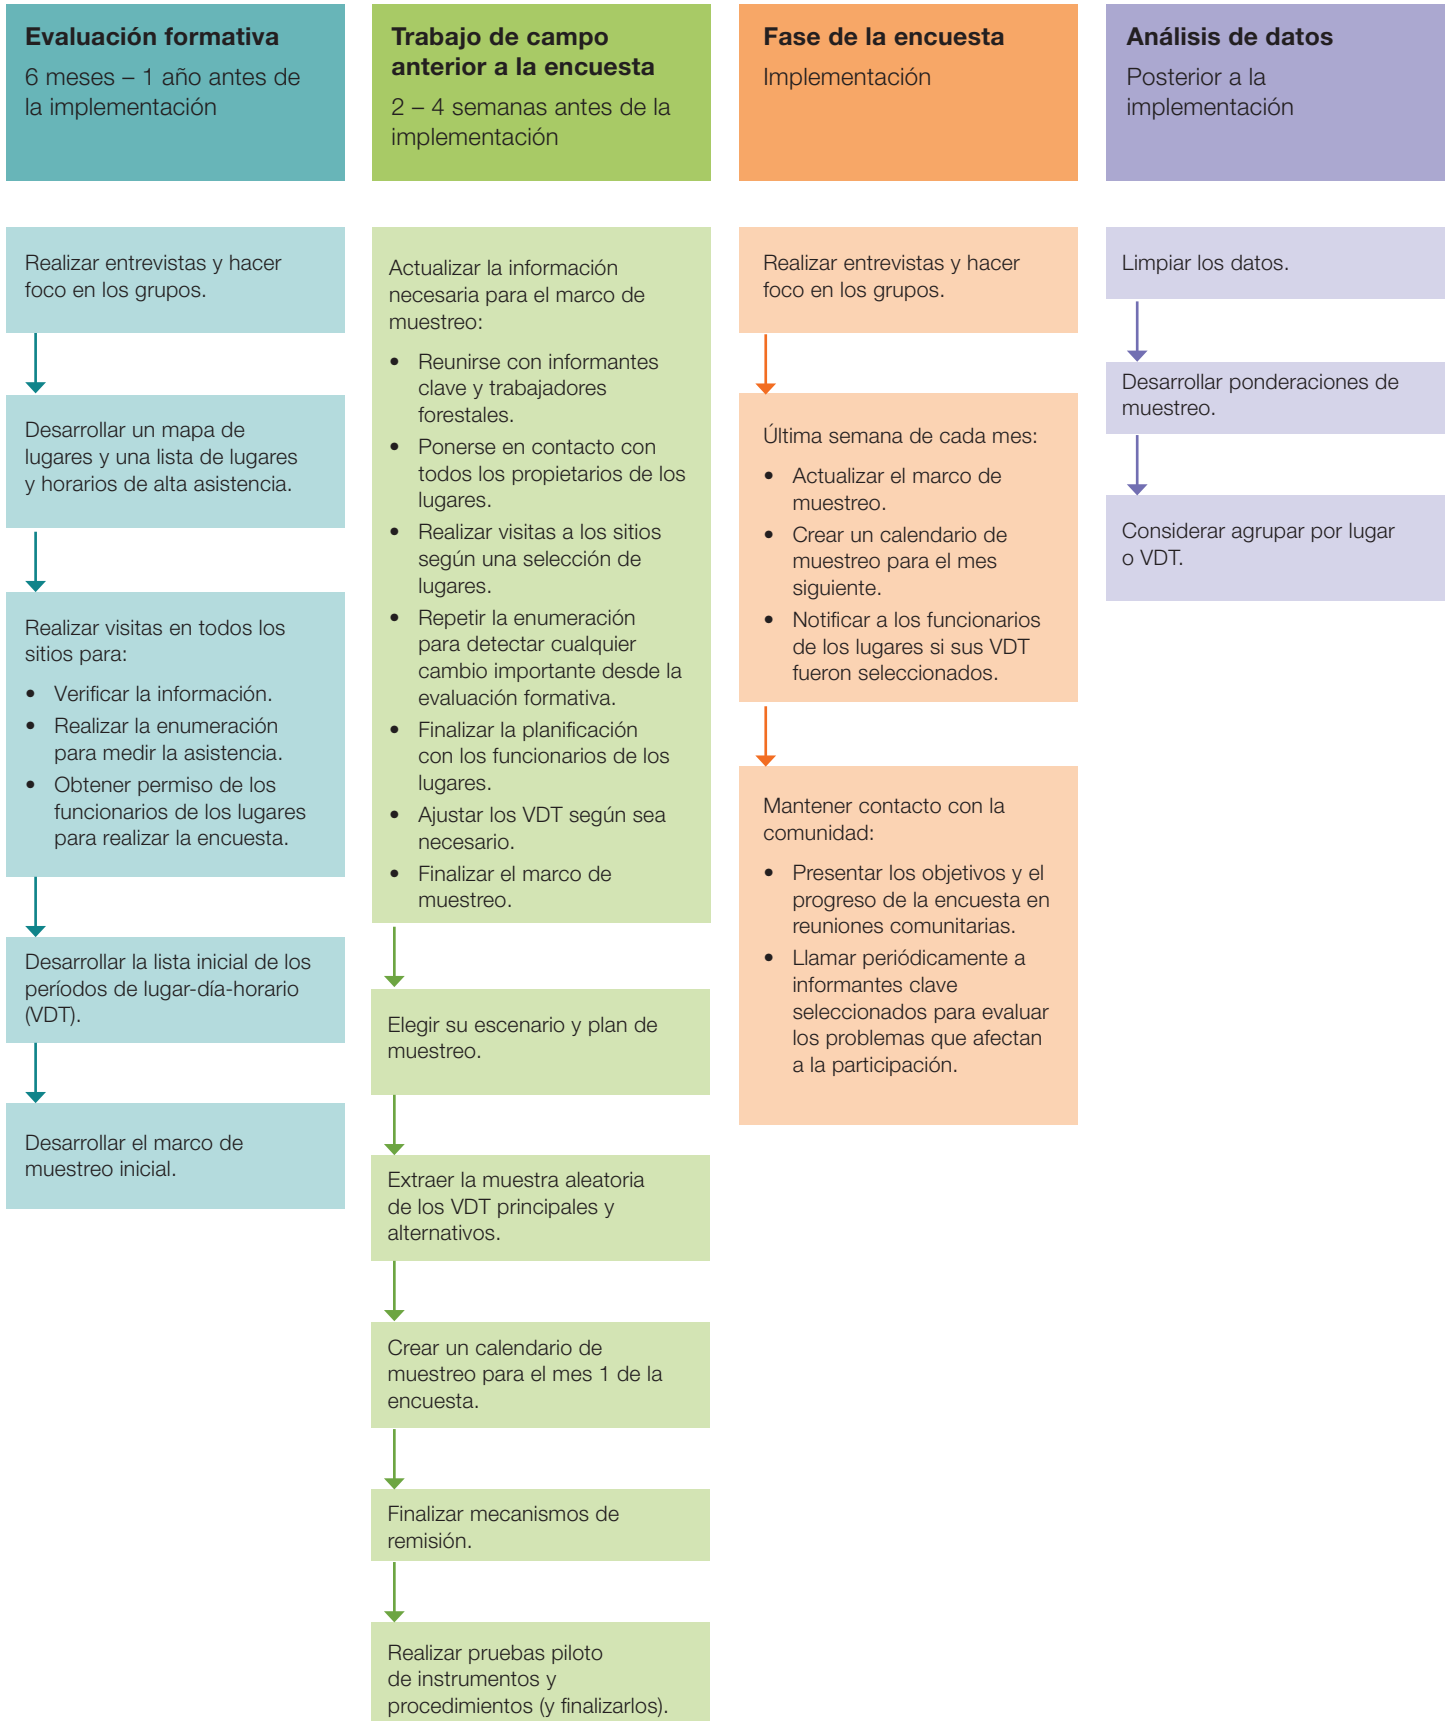 Evaluación formativa
6 meses – 1 año antes de
la implementación
Realizar entrevistas y hacer
foco en los grupos.
Desarrollar un mapa de
lugares y una lista de lugares
y horarios de alta asistencia.
Realizar visitas en todos los
sitios para:
• Verificar la información.
• Realizar la enumeración
para medir la asistencia.
• Obtener permiso de los
funcionarios de los lugares
para realizar la encuesta.
Desarrollar la lista inicial de los
períodos de lugar-día-horario
(VDT).
Desarrollar el marco de
muestreo inicial.
Trabajo de campo
anterior a la encuesta
2 – 4 semanas antes de la
implementación
Actualizar la información
necesaria para el marco de
muestreo:
• Reunirse con informantes
clave y trabajadores
forestales.
• Ponerse en contacto con
todos los propietarios de los
lugares.
• Realizar visitas a los sitios
según una selección de
lugares.
• Repetir la enumeración
para detectar cualquier
cambio importante desde la
evaluación formativa.
• Finalizar la planificación
con los funcionarios de los
lugares.
• Ajustar los VDT según sea
necesario.
• Finalizar el marco de
muestreo.
Elegir su escenario y plan de
muestreo.
Extraer la muestra aleatoria
de los VDT principales y
alternativos.
Crear un calendario de
muestreo para el mes 1 de la
encuesta.
Finalizar mecanismos de
remisión.
Realizar pruebas piloto
de instrumentos y
procedimientos (y finalizarlos).
Fase de la encuesta
Implementación
Realizar entrevistas y hacer
foco en los grupos.
Última semana de cada mes:
• Actualizar el marco de
muestreo.
• Crear un calendario de
muestreo para el mes
siguiente.
• Notificar a los funcionarios
de los lugares si sus VDT
fueron seleccionados.
Mantener contacto con la
comunidad:
• Presentar los objetivos y el
progreso de la encuesta en
reuniones comunitarias.
• Llamar periódicamente a
informantes clave
seleccionados para evaluar
los problemas que afectan
a la participación.
Análisis de datos
Posterior a la
implementación
Limpiar los datos.
Desarrollar ponderaciones de
muestreo.
Considerar agrupar por lugar
o VDT.